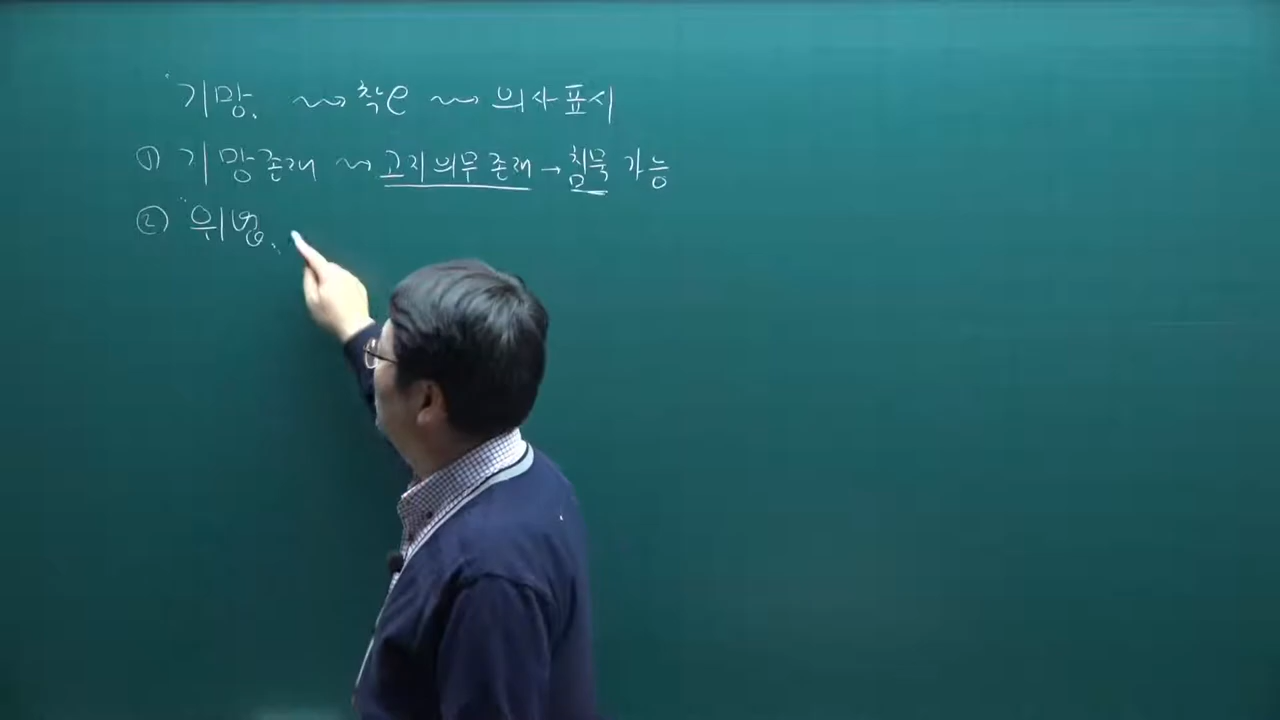 기망. ⇝ 착오 ⇝ 의사표시
① 기망존재 ⇝ 고지의무 존재 → 침묵 가능
② 위법.